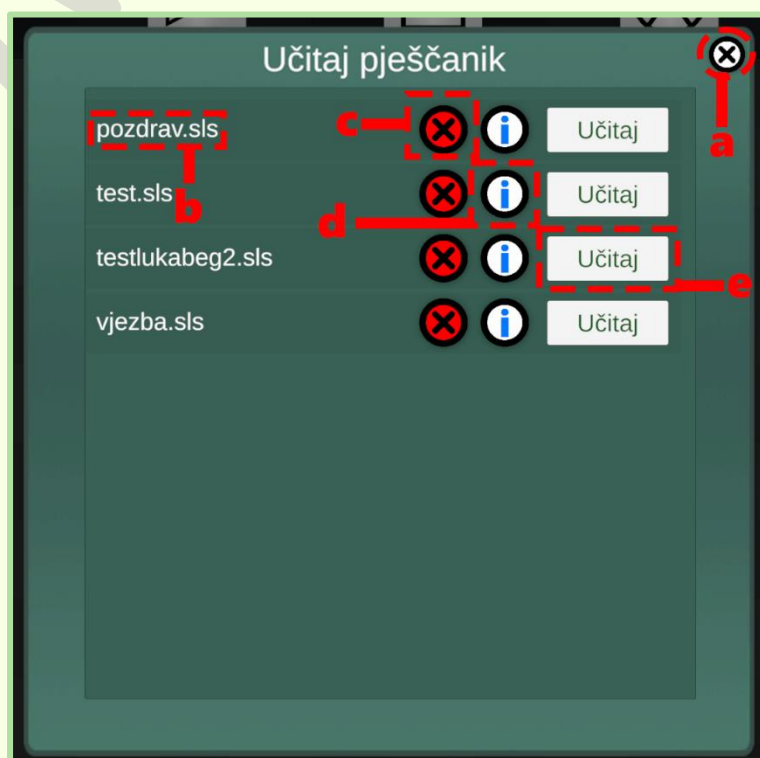 Učitaj pješčanik
a
pozdrav.sls c Učitaj
b
test.sls d Učitaj
testlukabeg2.sls Učitaj e
vjezba.sls Učitaj